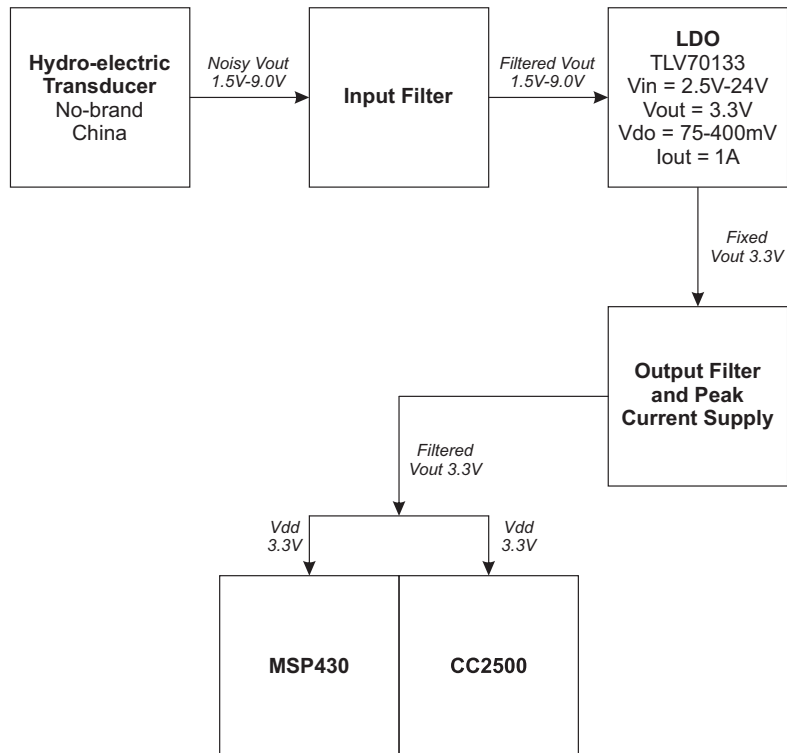 Hydro-electric
Transducer
No-brand
China
Noisy Vout
1.5V-9.0V
Input Filter
Filtered Vout
1.5V-9.0V
LDO
TLV70133
Vin = 2.5V-24V
Vout = 3.3V
Vdo = 75-400mV
Iout = 1A
Fixed
Vout 3.3V
Output Filter
and Peak
Current Supply
Filtered
Vout 3.3V
Vdd
3.3V
Vdd
3.3V
MSP430
CC2500